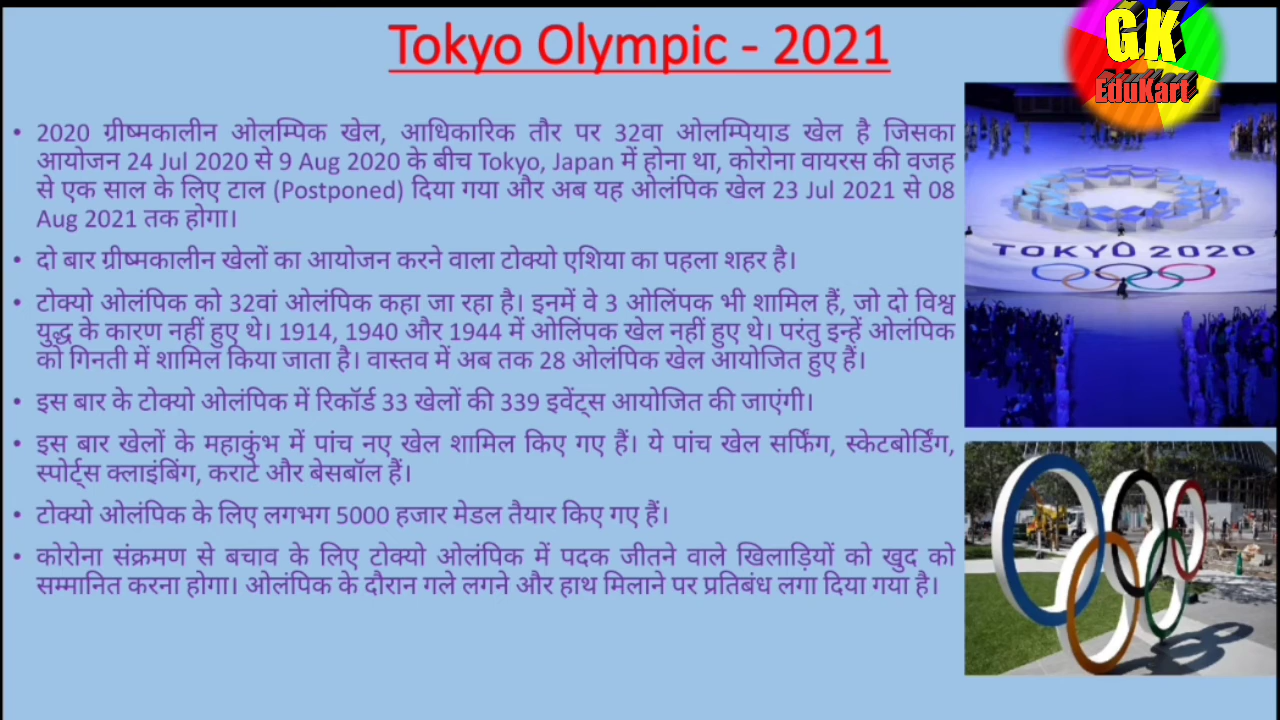 Tokyo Olympic - 2021
GK
EduKart
• 2020 ग्रीष्मकालीन ओलम्पिक खेल, आधिकारिक तौर पर 32वा ओलम्पियाड खेल है जिसका
आयोजन 24 Jul 2020 से 9 Aug 2020 के बीच Tokyo, Japan में होना था, कोरोना वायरस की वजह
से एक साल के लिए टाल (Postponed) दिया गया और अब यह ओलंपिक खेल 23 Jul 2021 से 08
Aug 2021 तक होगा।
• दो बार ग्रीष्मकालीन खेलों का आयोजन करने वाला टोक्यो एशिया का पहला शहर है।
• टोक्यो ओलंपिक को 32वां ओलंपिक कहा जा रहा है। इनमें वे 3 ओलिंपक भी शामिल हैं, जो दो विश्व
युद्ध के कारण नहीं हुए थे। 1914, 1940 और 1944 में ओलिंपक खेल नहीं हुए थे। परंतु इन्हें ओलंपिक
को गिनती में शामिल किया जाता है। वास्तव में अब तक 28 ओलंपिक खेल आयोजित हुए हैं।
• इस बार के टोक्यो ओलंपिक में रिकॉर्ड 33 खेलों की 339 इवेंट्स आयोजित की जाएंगी।
• इस बार खेलों के महाकुंभ में पांच नए खेल शामिल किए गए हैं। ये पांच खेल सर्फिंग, स्केटबोर्डिंग,
स्पोर्ट्स क्लाइंबिंग, कराटे और बेसबॉल हैं।
• टोक्यो ओलंपिक के लिए लगभग 5000 हजार मेडल तैयार किए गए हैं।
• कोरोना संक्रमण से बचाव के लिए टोक्यो ओलंपिक में पदक जीतने वाले खिलाड़ियों को खुद को
सम्मानित करना होगा। ओलंपिक के दौरान गले लगने और हाथ मिलाने पर प्रतिबंध लगा दिया गया है।
TOKYO 2020